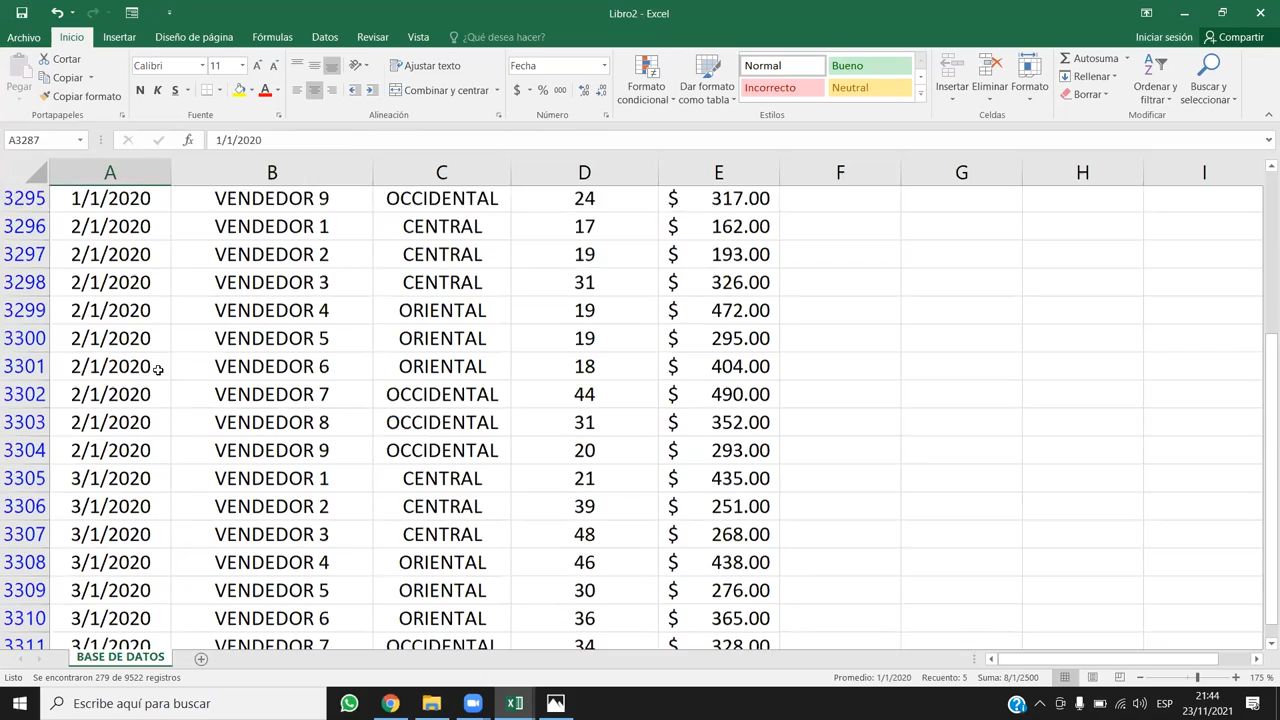 Libro2 - Excel
Archivo Inicio Insertar Diseño de página Fórmulas Datos Revisar Vista ¿Qué desea hacer? Iniciar sesión Compartir
Pegar Cortar Copiar Copiar formato Portapapeles
Calibri 11 N K S A Fuente
Ajustar texto Combinar y centrar Alineación
Fecha $ % 000 Número
Formato condicional Dar formato como tabla Normal Bueno Incorrecto Neutral Estilos
Insertar Eliminar Formato Celdas
Autosuma Rellenar Borrar Ordenar y filtrar Buscar y seleccionar Modificar
A3287 fx 1/1/2020
A B C D E F G H I
3295 1/1/2020 VENDEDOR 9 OCCIDENTAL 24 $ 317.00
3296 2/1/2020 VENDEDOR 1 CENTRAL 17 $ 162.00
3297 2/1/2020 VENDEDOR 2 CENTRAL 19 $ 193.00
3298 2/1/2020 VENDEDOR 3 CENTRAL 31 $ 326.00
3299 2/1/2020 VENDEDOR 4 ORIENTAL 19 $ 472.00
3300 2/1/2020 VENDEDOR 5 ORIENTAL 19 $ 295.00
3301 2/1/2020 VENDEDOR 6 ORIENTAL 18 $ 404.00
3302 2/1/2020 VENDEDOR 7 OCCIDENTAL 44 $ 490.00
3303 2/1/2020 VENDEDOR 8 OCCIDENTAL 31 $ 352.00
3304 2/1/2020 VENDEDOR 9 OCCIDENTAL 20 $ 293.00
3305 3/1/2020 VENDEDOR 1 CENTRAL 21 $ 435.00
3306 3/1/2020 VENDEDOR 2 CENTRAL 39 $ 251.00
3307 3/1/2020 VENDEDOR 3 CENTRAL 48 $ 268.00
3308 3/1/2020 VENDEDOR 4 ORIENTAL 46 $ 438.00
3309 3/1/2020 VENDEDOR 5 ORIENTAL 30 $ 276.00
3310 3/1/2020 VENDEDOR 6 ORIENTAL 36 $ 365.00
3311 3/1/2020 VENDEDOR 7 OCCIDENTAL 34 $ 328.00
BASE DE DATOS
Listo Se encontraron 279 de 9522 registros Promedio: 1/1/2020 Recuento: 5 Suma: 8/1/2500 175 %
Escribe aquí para buscar ESP 21:44
23/11/2021